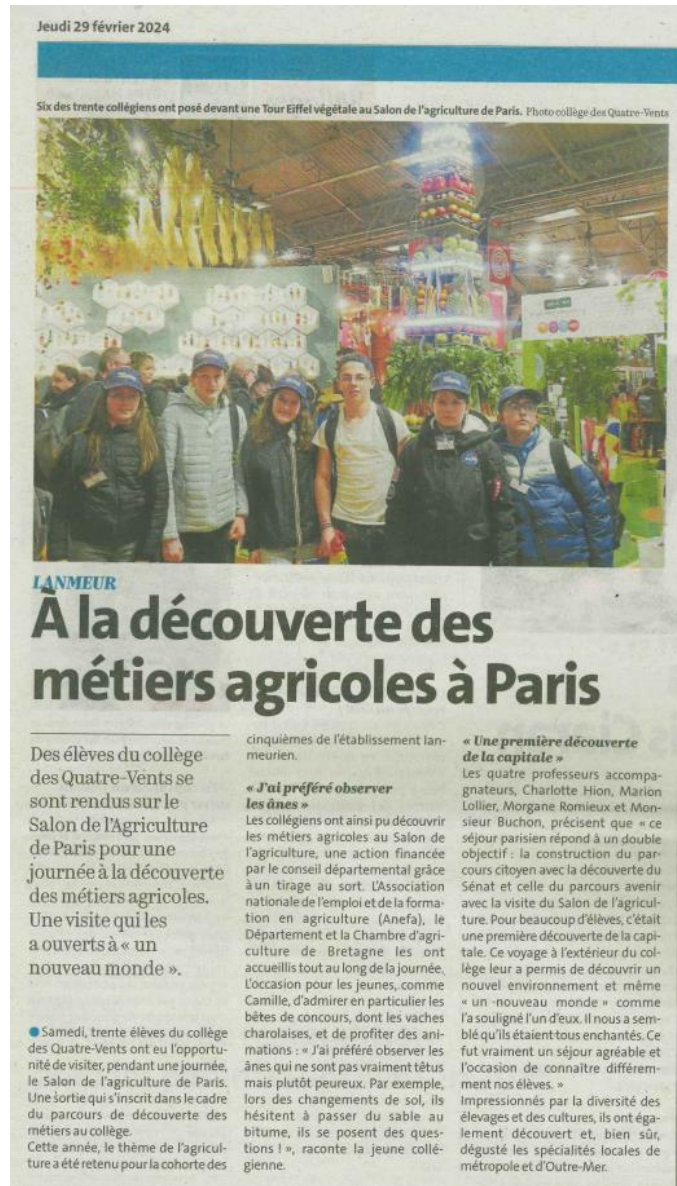 Jeudi 29 février 2024
Six des trente collégiens ont posé devant une Tour Eiffel végétale au Salon de l'agriculture de Paris. Photo collège des Quatre-Vents
LANMEUR
À la découverte des
métiers agricoles à Paris
Des élèves du collège
des Quatre-Vents se
sont rendus sur le
Salon de l'Agriculture
de Paris pour une
journée à la découverte
des métiers agricoles.
Une visite qui les
a ouverts à « un
nouveau monde ».
● Samedi, trente élèves du collège
des Quatre-Vents ont eu l'opportu-
nité de visiter, pendant une journée,
le Salon de l'agriculture de Paris.
Une sortie qui s'inscrit dans le cadre
du parcours de découverte des
métiers au collège.
Cette année, le thème de l'agricul-
ture a été retenu pour la cohorte des
cinquièmes de l'établissement lan-
meurien.
« J'ai préféré observer
les ânes »
Les collégiens ont ainsi pu découvrir
les métiers agricoles au Salon de
l'agriculture, une action financée
par le conseil départemental grâce
à un tirage au sort. L'Association
nationale de l'emploi et de la forma-
tion en agriculture (Anefa), le
Département et la Chambre d'agri-
culture de Bretagne les ont
accueillis tout au long de la journée.
L'occasion pour les jeunes, comme
Camille, d'admirer en particulier les
bêtes de concours, dont les vaches
charolaises, et de profiter des ani-
mations : « J'ai préféré observer les
ânes qui ne sont pas vraiment têtus
mais plutôt peureux. Par exemple,
lors des changements de sol, ils
hésitent à passer du sable au
bitume, ils se posent des ques-
tions ! », raconte la jeune collé-
gienne.
« Une première découverte
de la capitale »
Les quatre professeurs accompa-
gnateurs, Charlotte Hion, Marion
Lollier, Morgane Romieux et Mon-
sieur Buchon, précisent que « ce
séjour parisien répond à un double
objectif : la construction du par-
cours citoyen avec la découverte du
Sénat et celle du parcours avenir
avec la visite du Salon de l'agricul-
ture. Pour beaucoup d'élèves, c'était
une première découverte de la capi-
tale. Ce voyage à l'extérieur du col-
lège leur a permis de découvrir un
nouvel environnement et même
« un nouveau monde » comme
l'a souligné l'un d'eux. Il nous a sem-
blé qu'ils étaient tous enchantés. Ce
fut vraiment un séjour agréable et
l'occasion de connaître différem-
ment nos élèves. »
Impressionnés par la diversité des
élevages et des cultures, ils ont éga-
lement découvert et, bien sûr,
dégusté les spécialités locales de
métropole et d'Outre-Mer.